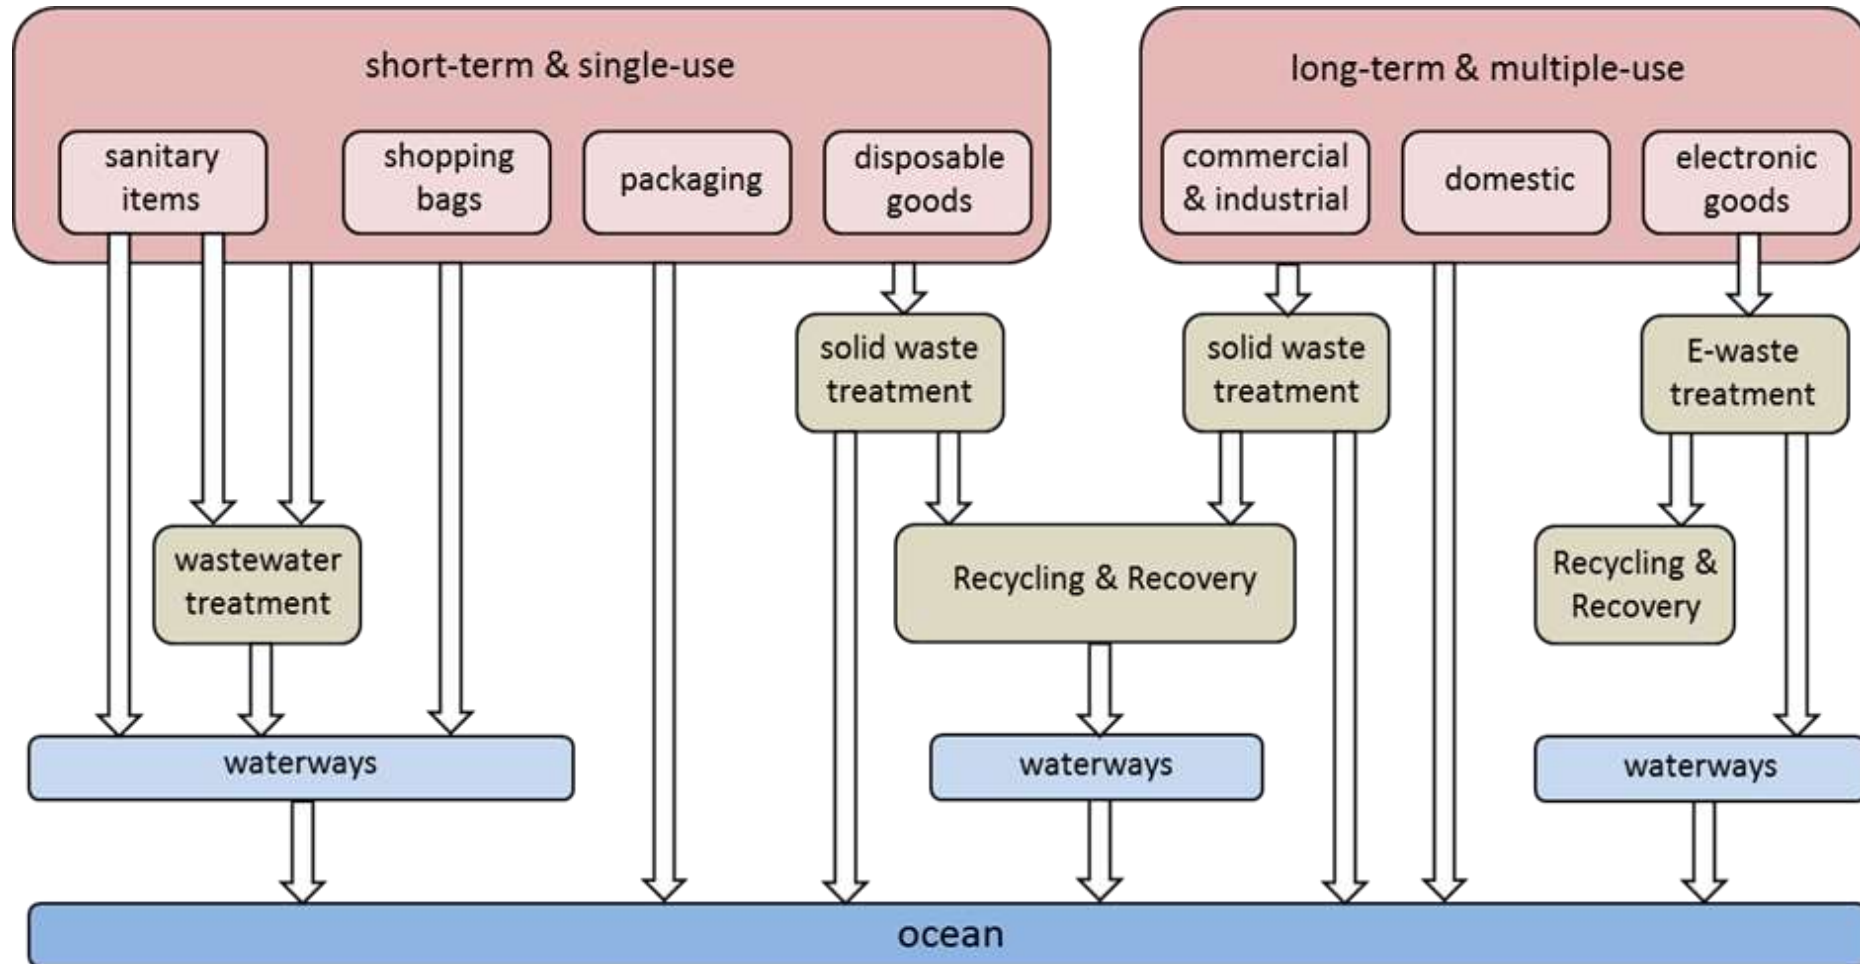 short-term & single-use
long-term & multiple-use
sanitary
items
shopping
bags
packaging
disposable
goods
commercial
& industrial
domestic
electronic
goods
solid waste
treatment
solid waste
treatment
E-waste
treatment
wastewater
treatment
Recycling & Recovery
Recycling &
Recovery
waterways
waterways
waterways
ocean